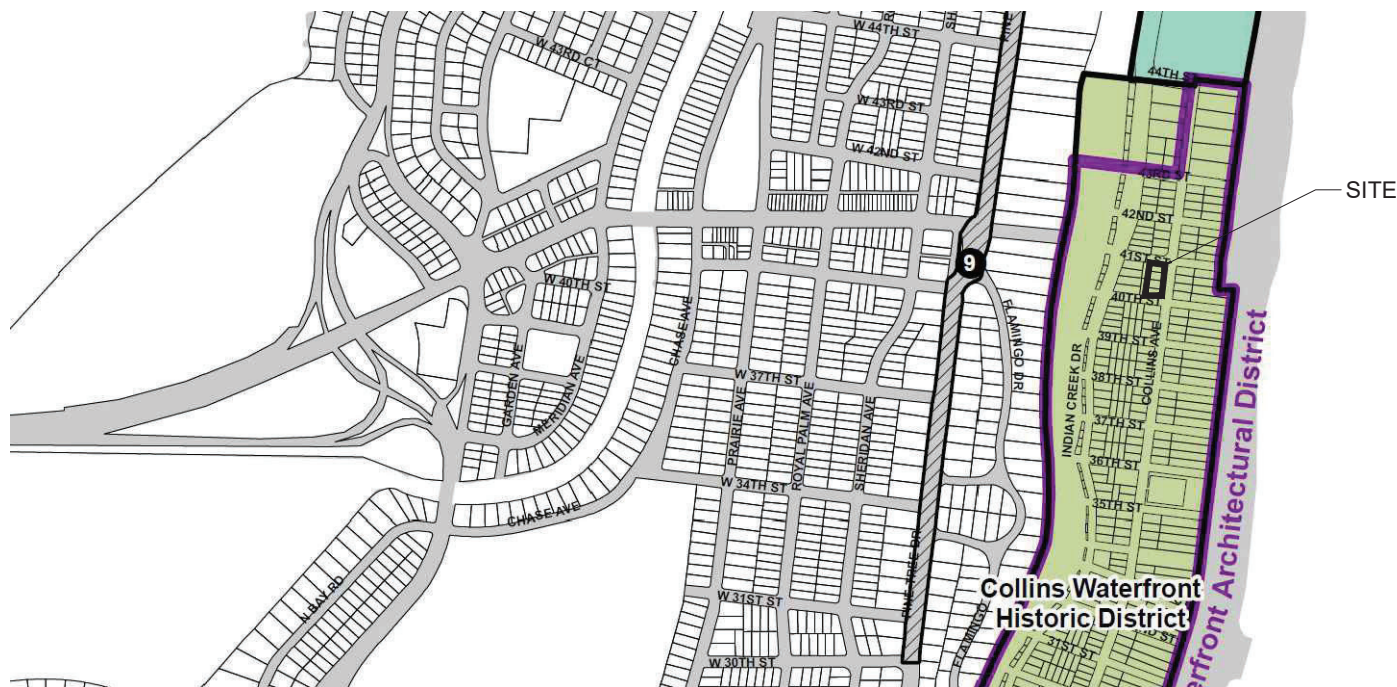 W 44TH ST
W 43RD CT
44TH S
W 43RD ST
W 42ND ST
43RD ST
SITE
42ND ST
41ST ST
9
W 40TH ST
40TH ST
FLAMINGO DR
CHASE AVE
39TH ST
COLLINS AVE
INDIAN CREEK DR
W 37TH ST
38TH ST
GARDEN AVE
MERIDIAN AVE
PRAIRIE AVE
ROYAL PALM AVE
SHERIDAN AVE
37TH ST
36TH ST
W 34TH ST
35TH ST
CHASE AVE
PINE TREE DR
N BAY RD
W 31ST ST
FLAMINGO
Collins Waterfront
Historic District
31ST ST
W 30TH ST
erfront Architectural District